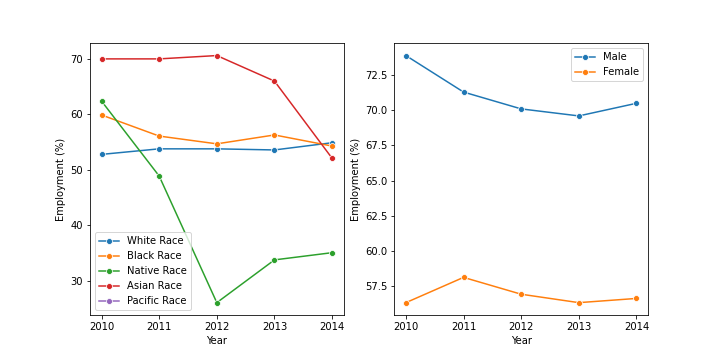 70
60
50
40
30
Employment (%)
White Race
Black Race
Native Race
Asian Race
Pacific Race
2010 2011 2012 2013 2014
Year
72.5
70.0
67.5
65.0
62.5
60.0
57.5
Employment (%)
Male
Female
2010 2011 2012 2013 2014
Year